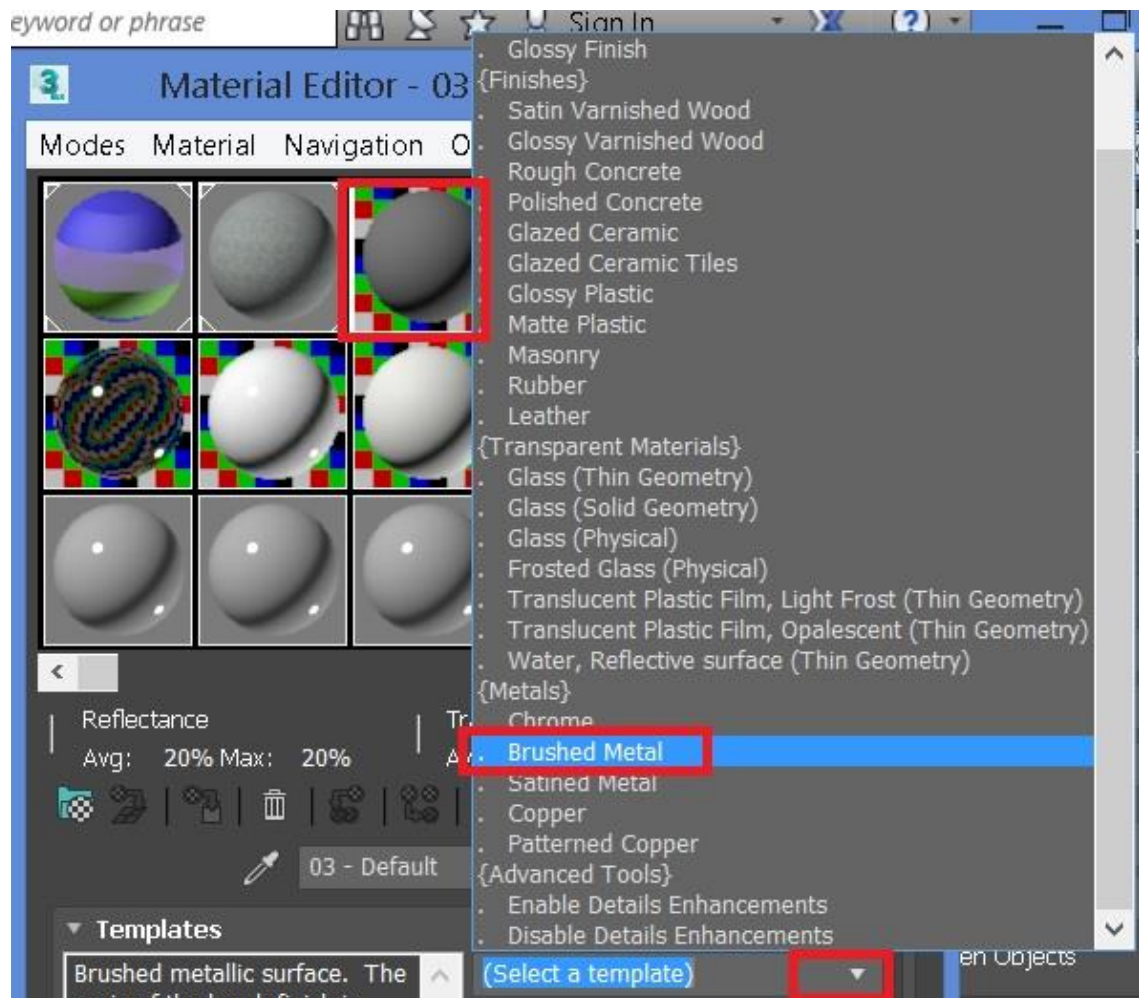 eyword or phrase
Sign In
Material Editor - 03
Modes Material Navigation O
. Glossy Finish
{Finishes}
. Satin Varnished Wood
. Glossy Varnished Wood
. Rough Concrete
. Polished Concrete
. Glazed Ceramic
. Glazed Ceramic Tiles
. Glossy Plastic
. Matte Plastic
. Masonry
. Rubber
. Leather
{Transparent Materials}
. Glass (Thin Geometry)
. Glass (Solid Geometry)
. Glass (Physical)
. Frosted Glass (Physical)
. Translucent Plastic Film, Light Frost (Thin Geometry)
. Translucent Plastic Film, Opalescent (Thin Geometry)
. Water, Reflective surface (Thin Geometry)
{Metals}
. Chrome
. Brushed Metal
. Satined Metal
. Copper
. Patterned Copper
{Advanced Tools}
. Enable Details Enhancements
. Disable Details Enhancements
Reflectance
Avg: 20% Max: 20%
03 - Default
Templates
Brushed metallic surface. The
(Select a template)
en Objects